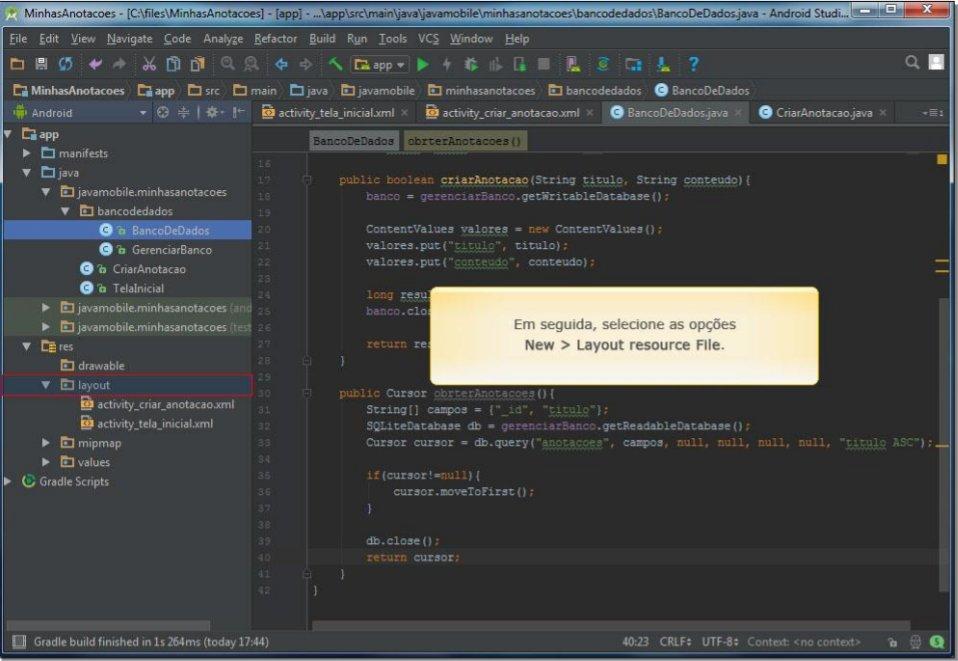 MinhasAnotacoes - [C:\files\MinhasAnotacoes] - [app] - ...\app\src\main\java\javamobile\minhasanotacoes\bancodedados\BancoDeDados.java - Android Studi...
File Edit View Navigate Code Analyze Refactor Build Run Tools VCS Window Help
app
MinhasAnotacoes app src main java javamobile minhasanotacoes bancodedados BancoDeDados
Android
activity_tela_inicial.xml × activity_criar_anotacao.xml × BancoDeDados.java × CriarAnotacao.java ×
BancoDeDados obrterAnotacoes()
app
manifests
java
javamobile.minhasanotacoes
bancodedados
BancoDeDados
GerenciarBanco
CriarAnotacao
TelaInicial
javamobile.minhasanotacoes (and
javamobile.minhasanotacoes (test
res
drawable
layout
activity_criar_anotacao.xml
activity_tela_inicial.xml
mipmap
values
Gradle Scripts
16
17 public boolean criarAnotacao(String titulo, String conteudo){
18 banco = gerenciarBanco.getWritableDatabase();
19
20 ContentValues valores = new ContentValues();
21 valores.put("titulo", titulo);
22 valores.put("conteudo", conteudo);
23
24 long resu
25 banco.clos
26
27 return res
28 }
29
30 public Cursor obrterAnotacoes(){
31 String[] campos = {"_id", "titulo"};
32 SQLiteDatabase db = gerenciarBanco.getReadableDatabase();
33 Cursor cursor = db.query("anotacoes", campos, null, null, null, null, "titulo ASC");
34
35 if(cursor!=null){
36 cursor.moveToFirst();
37 }
38
39 db.close();
40 return cursor;
41 }
42 }
Em seguida, selecione as opções
New > Layout resource File.
Gradle build finished in 1s 264ms (today 17:44)
40:23 CRLF UTF-8 Context: <no context>